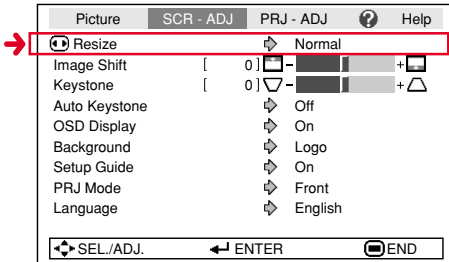 Picture SCR - ADJ PRJ - ADJ ? Help
Resize Normal
Image Shift [ 0 ] - +
Keystone [ 0 ] - +
Auto Keystone Off
OSD Display On
Background Logo
Setup Guide On
PRJ Mode Front
Language English
SEL./ADJ. ENTER END